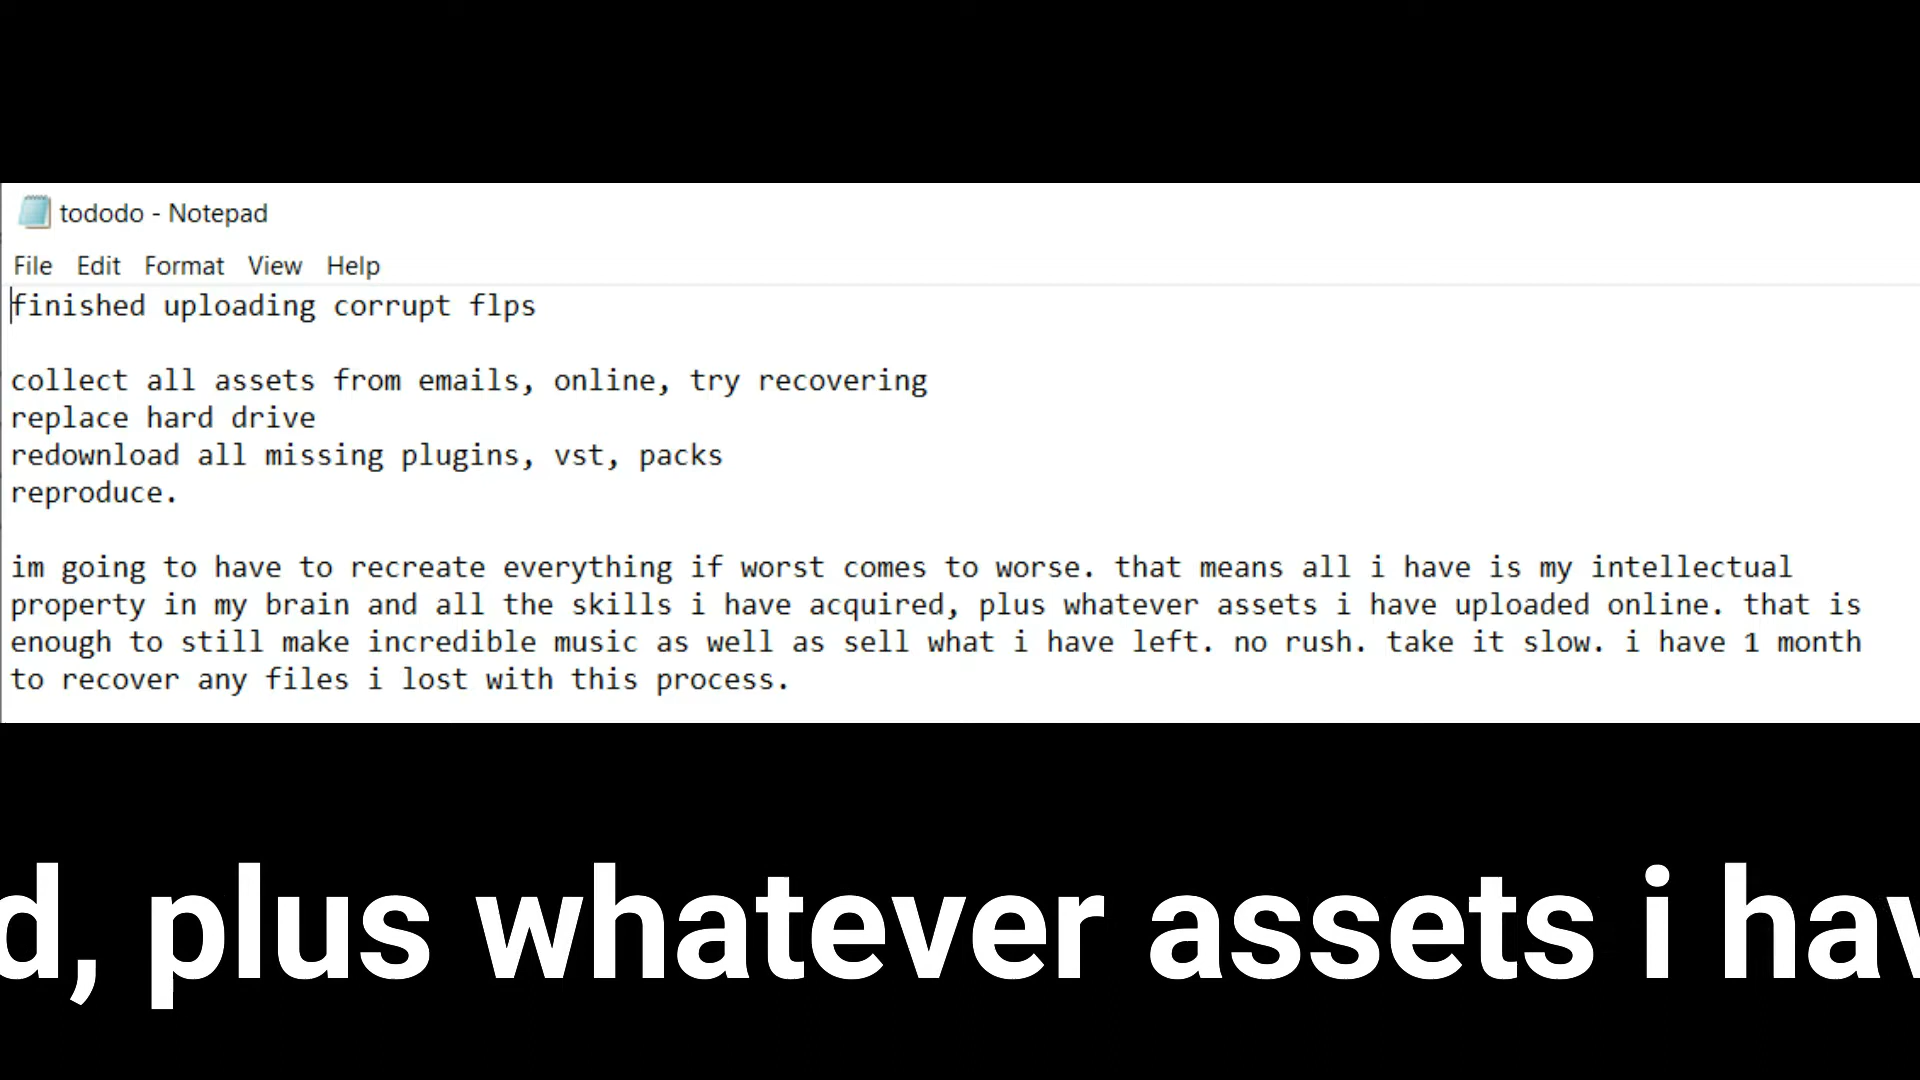 tododo - Notepad
File Edit Format View Help
finished uploading corrupt flps
collect all assets from emails, online, try recovering
replace hard drive
redownload all missing plugins, vst, packs
reproduce.
im going to have to recreate everything if worst comes to worse. that means all i have is my intellectual
property in my brain and all the skills i have acquired, plus whatever assets i have uploaded online. that is
enough to still make incredible music as well as sell what i have left. no rush. take it slow. i have 1 month
to recover any files i lost with this process.
d, plus whatever assets i hav